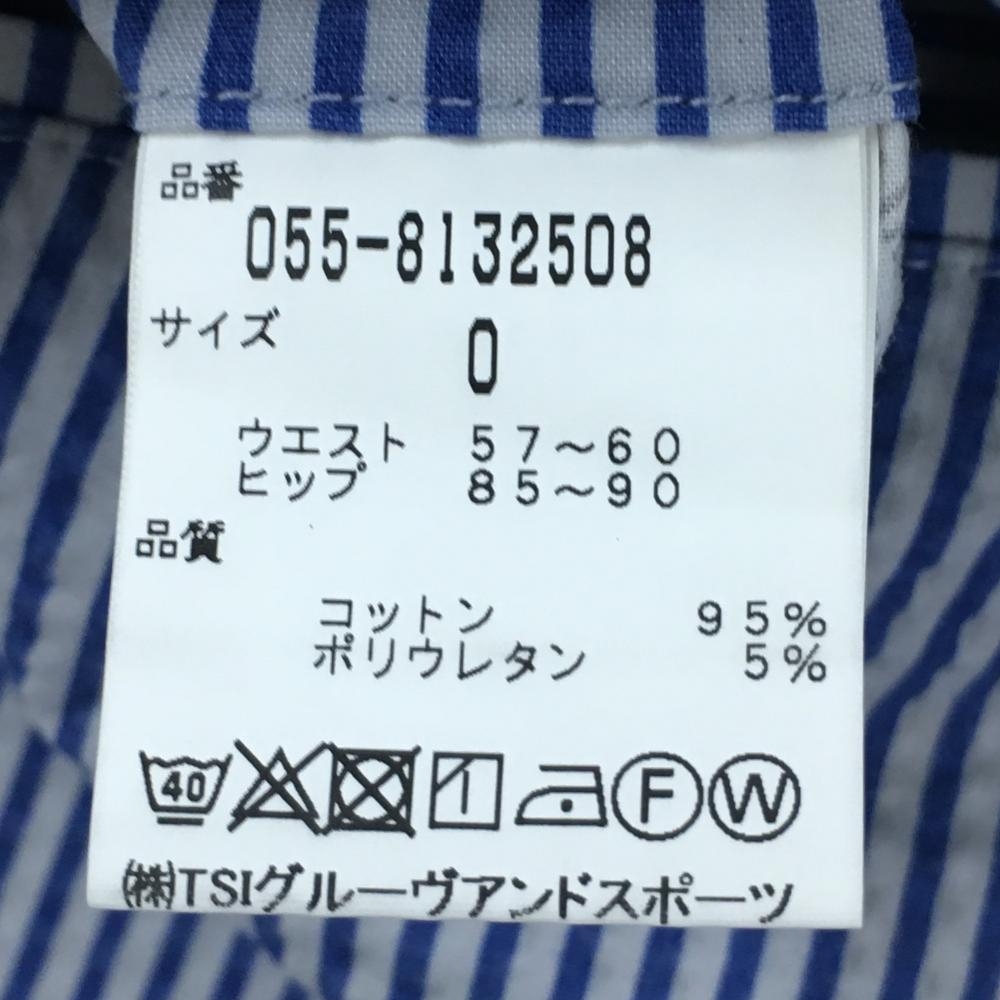 品番
055-8132508
サイズ
0
ウエスト 57～60
ヒップ 85～90
品質
コットン 95%
ポリウレタン 5%
40 F W
㈱TSIグルーヴアンドスポーツ